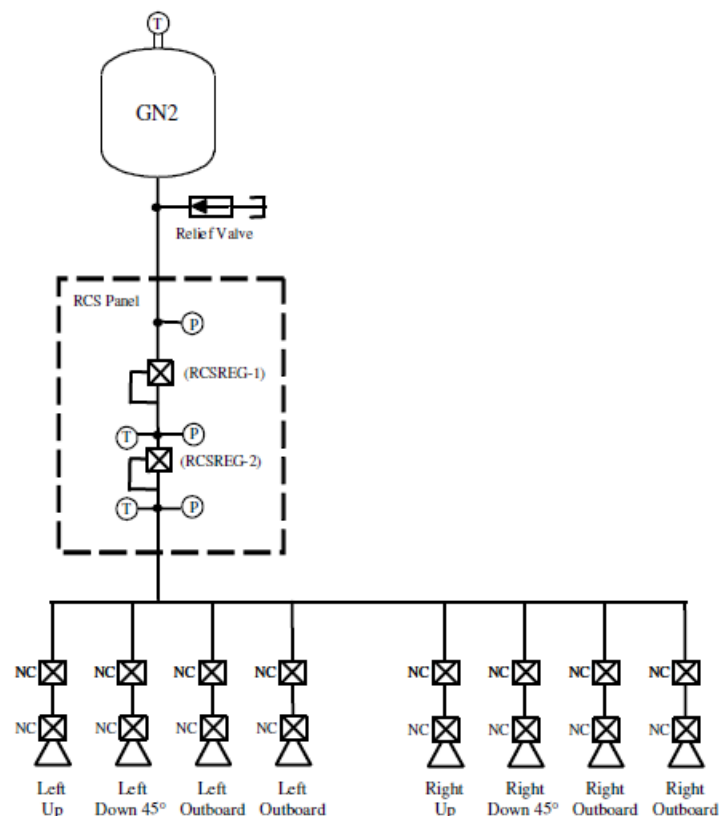 T
GN2
Relief Valve
RCS Panel
P
(RCSREG-1)
T P
(RCSREG-2)
T P
NC NC NC NC NC NC NC NC
NC NC NC NC NC NC NC NC
Left Left Left Left Right Right Right Right
Up Down 45° Outboard Outboard Up Down 45° Outboard Outboard